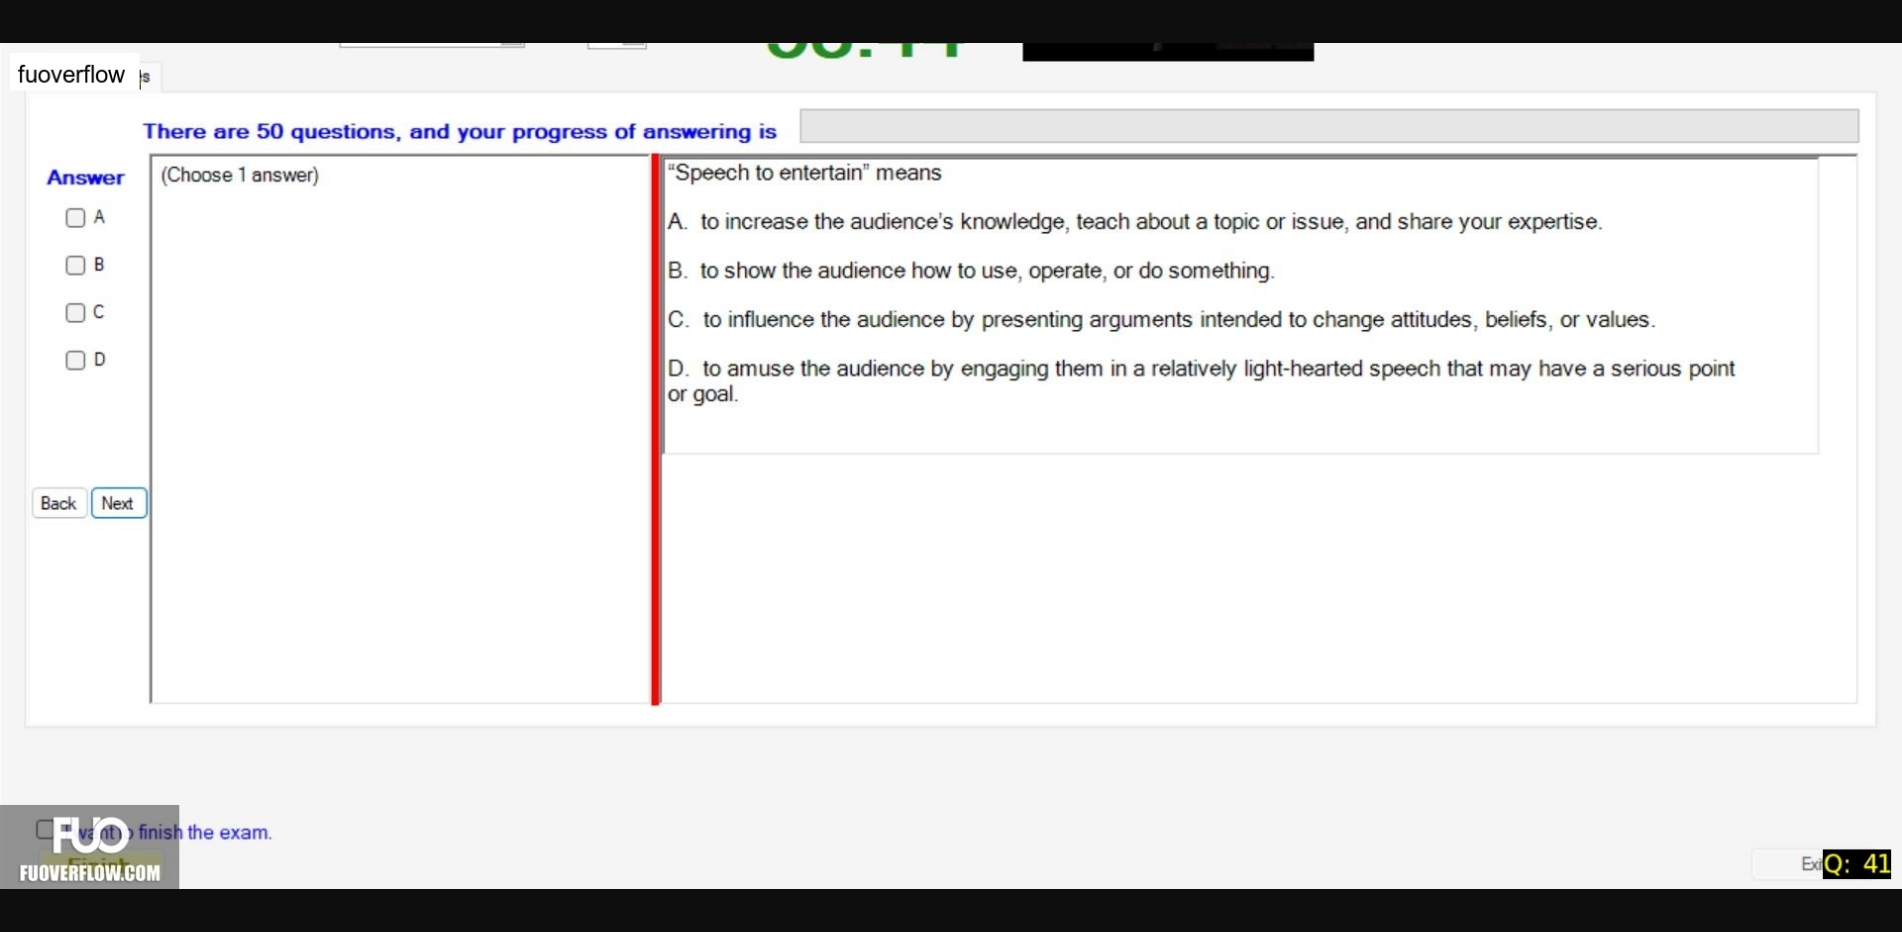 fuoverflow
There are 50 questions, and your progress of answering is
Answer
(Choose 1 answer)
A
B
C
D
Back
Next
“Speech to entertain” means
A. to increase the audience’s knowledge, teach about a topic or issue, and share your expertise.
B. to show the audience how to use, operate, or do something.
C. to influence the audience by presenting arguments intended to change attitudes, beliefs, or values.
D. to amuse the audience by engaging them in a relatively light-hearted speech that may have a serious point
or goal.
want to finish the exam.
FUO
FUOVERFLOW.COM
Q: 41